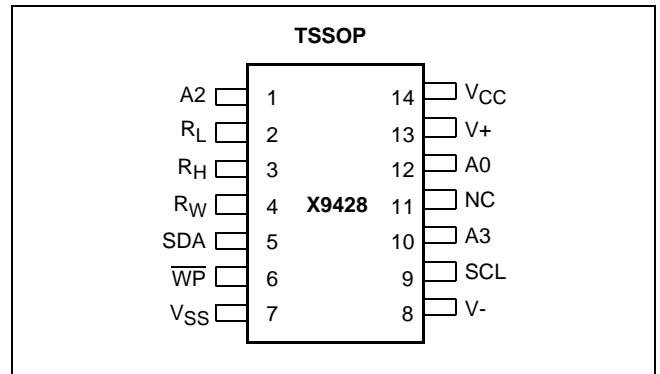 TSSOP
A2 1 14 VCC
RL 2 13 V+
RH 3 12 A0
RW 4 X9428 11 NC
SDA 5 10 A3
WP 6 9 SCL
VSS 7 8 V-